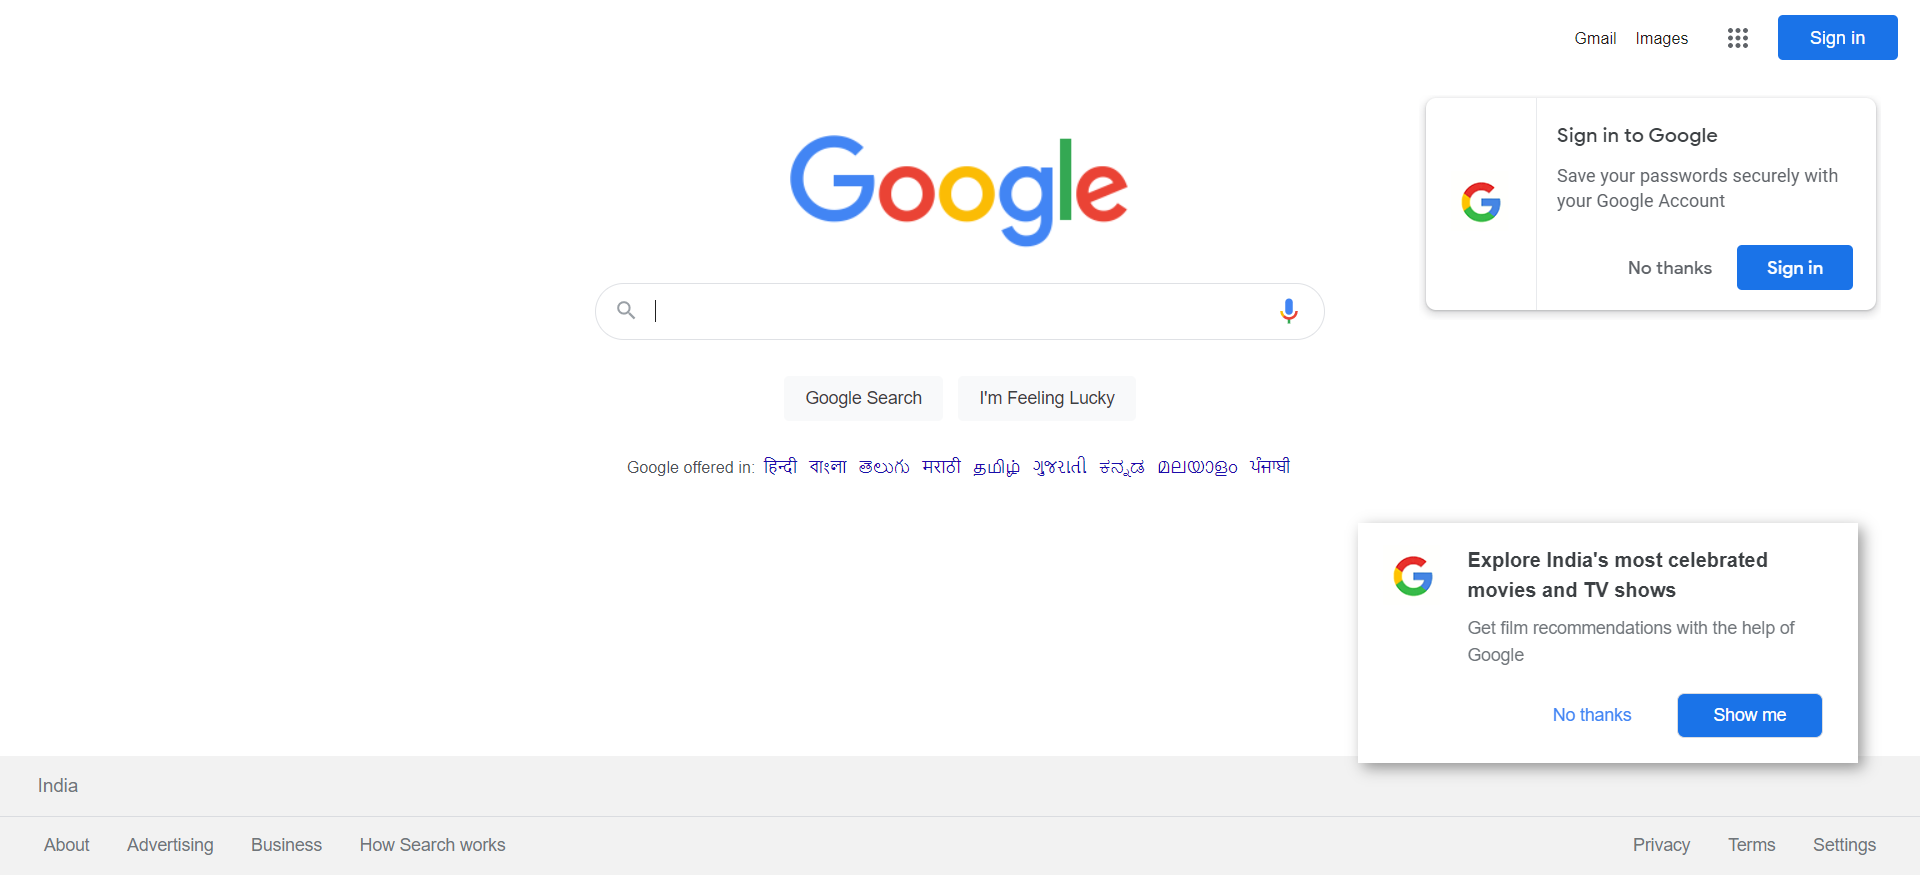 Gmail Images Sign in
Google
Sign in to Google
Save your passwords securely with
your Google Account
No thanks Sign in
Google Search I'm Feeling Lucky
Google offered in: हिन्दी বাংলা తెలుగు मराठी தமிழ் ગુજરાતી ಕನ್ನಡ മലയാളം ਪੰਜਾਬੀ
Explore India's most celebrated
movies and TV shows
Get film recommendations with the help of
Google
No thanks Show me
India
About Advertising Business How Search works Privacy Terms Settings